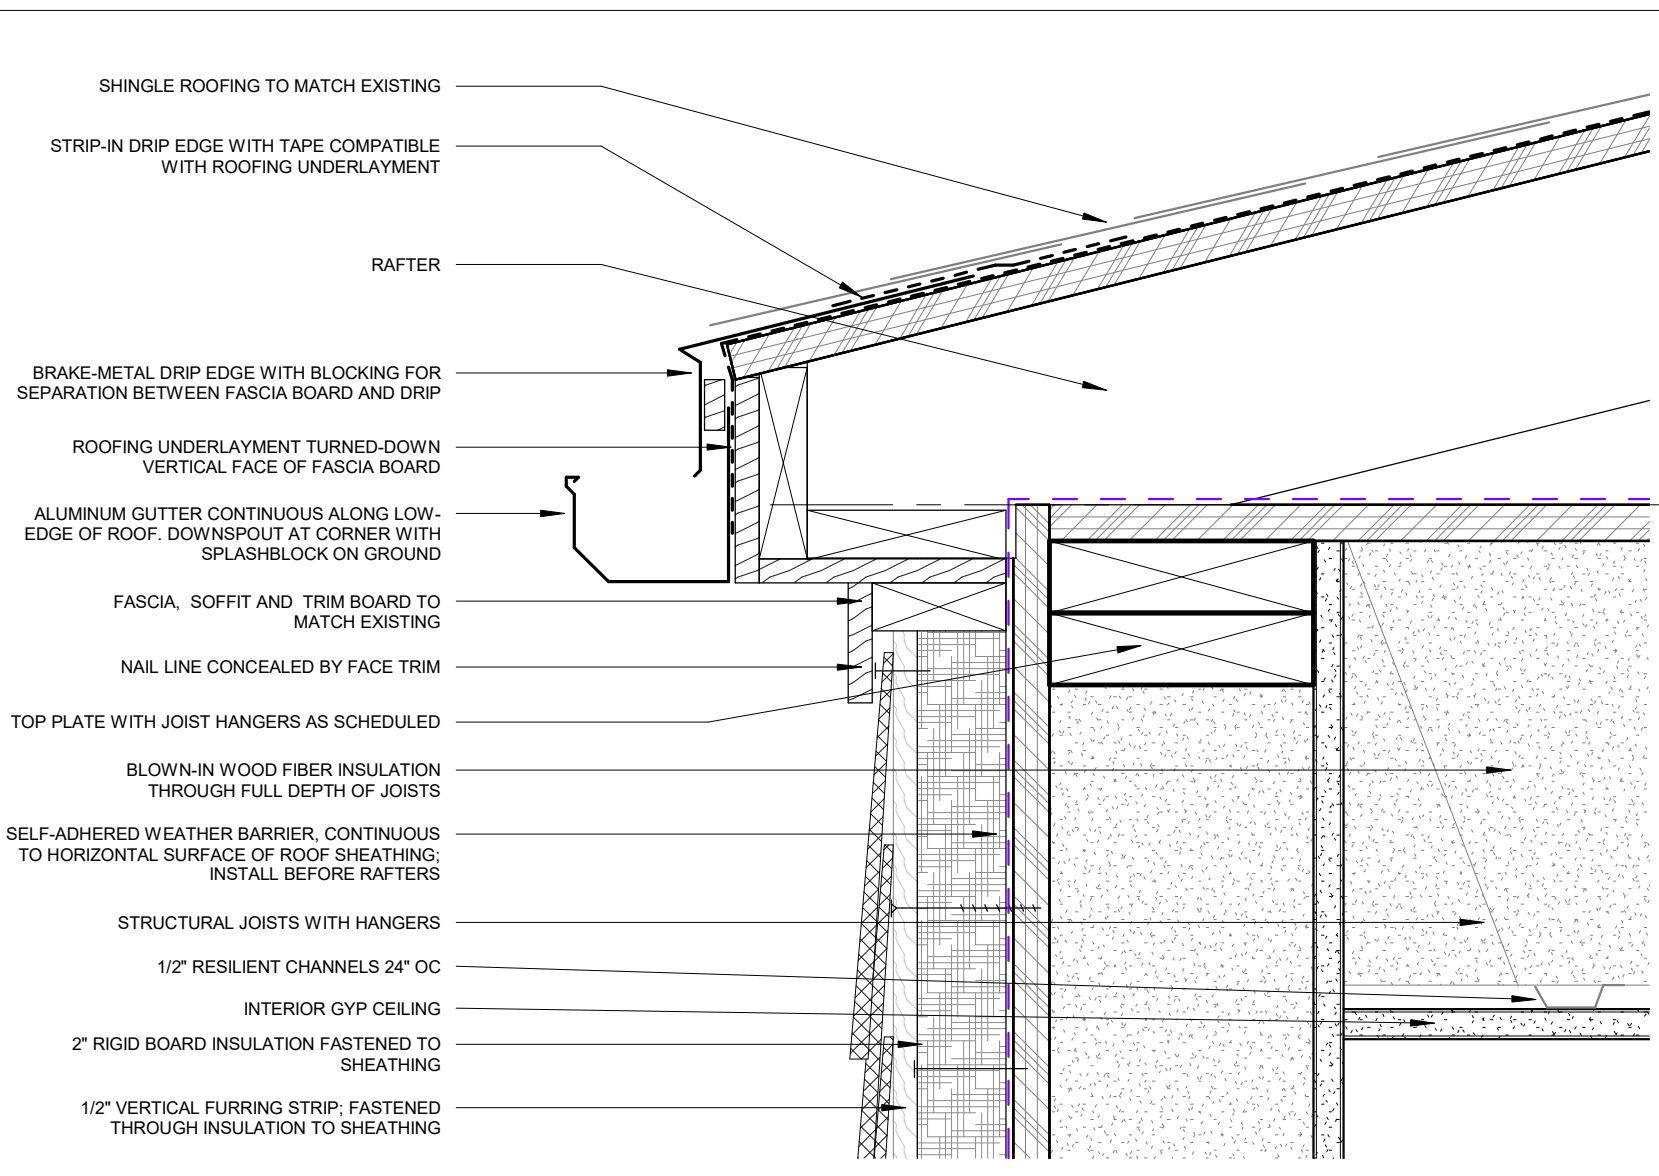 SHINGLE ROOFING TO MATCH EXISTING
STRIP-IN DRIP EDGE WITH TAPE COMPATIBLE
WITH ROOFING UNDERLAYMENT
RAFTER
BRAKE-METAL DRIP EDGE WITH BLOCKING FOR
SEPARATION BETWEEN FASCIA BOARD AND DRIP
ROOFING UNDERLAYMENT TURNED-DOWN
VERTICAL FACE OF FASCIA BOARD
ALUMINUM GUTTER CONTINUOUS ALONG LOW-
EDGE OF ROOF. DOWNSPOUT AT CORNER WITH
SPLASHBLOCK ON GROUND
FASCIA, SOFFIT AND TRIM BOARD TO
MATCH EXISTING
NAIL LINE CONCEALED BY FACE TRIM
TOP PLATE WITH JOIST HANGERS AS SCHEDULED
BLOWN-IN WOOD FIBER INSULATION
THROUGH FULL DEPTH OF JOISTS
SELF-ADHERED WEATHER BARRIER, CONTINUOUS
TO HORIZONTAL SURFACE OF ROOF SHEATHING;
INSTALL BEFORE RAFTERS
STRUCTURAL JOISTS WITH HANGERS
1/2" RESILIENT CHANNELS 24" OC
INTERIOR GYP CEILING
2" RIGID BOARD INSULATION FASTENED TO
SHEATHING
1/2" VERTICAL FURRING STRIP; FASTENED
THROUGH INSULATION TO SHEATHING